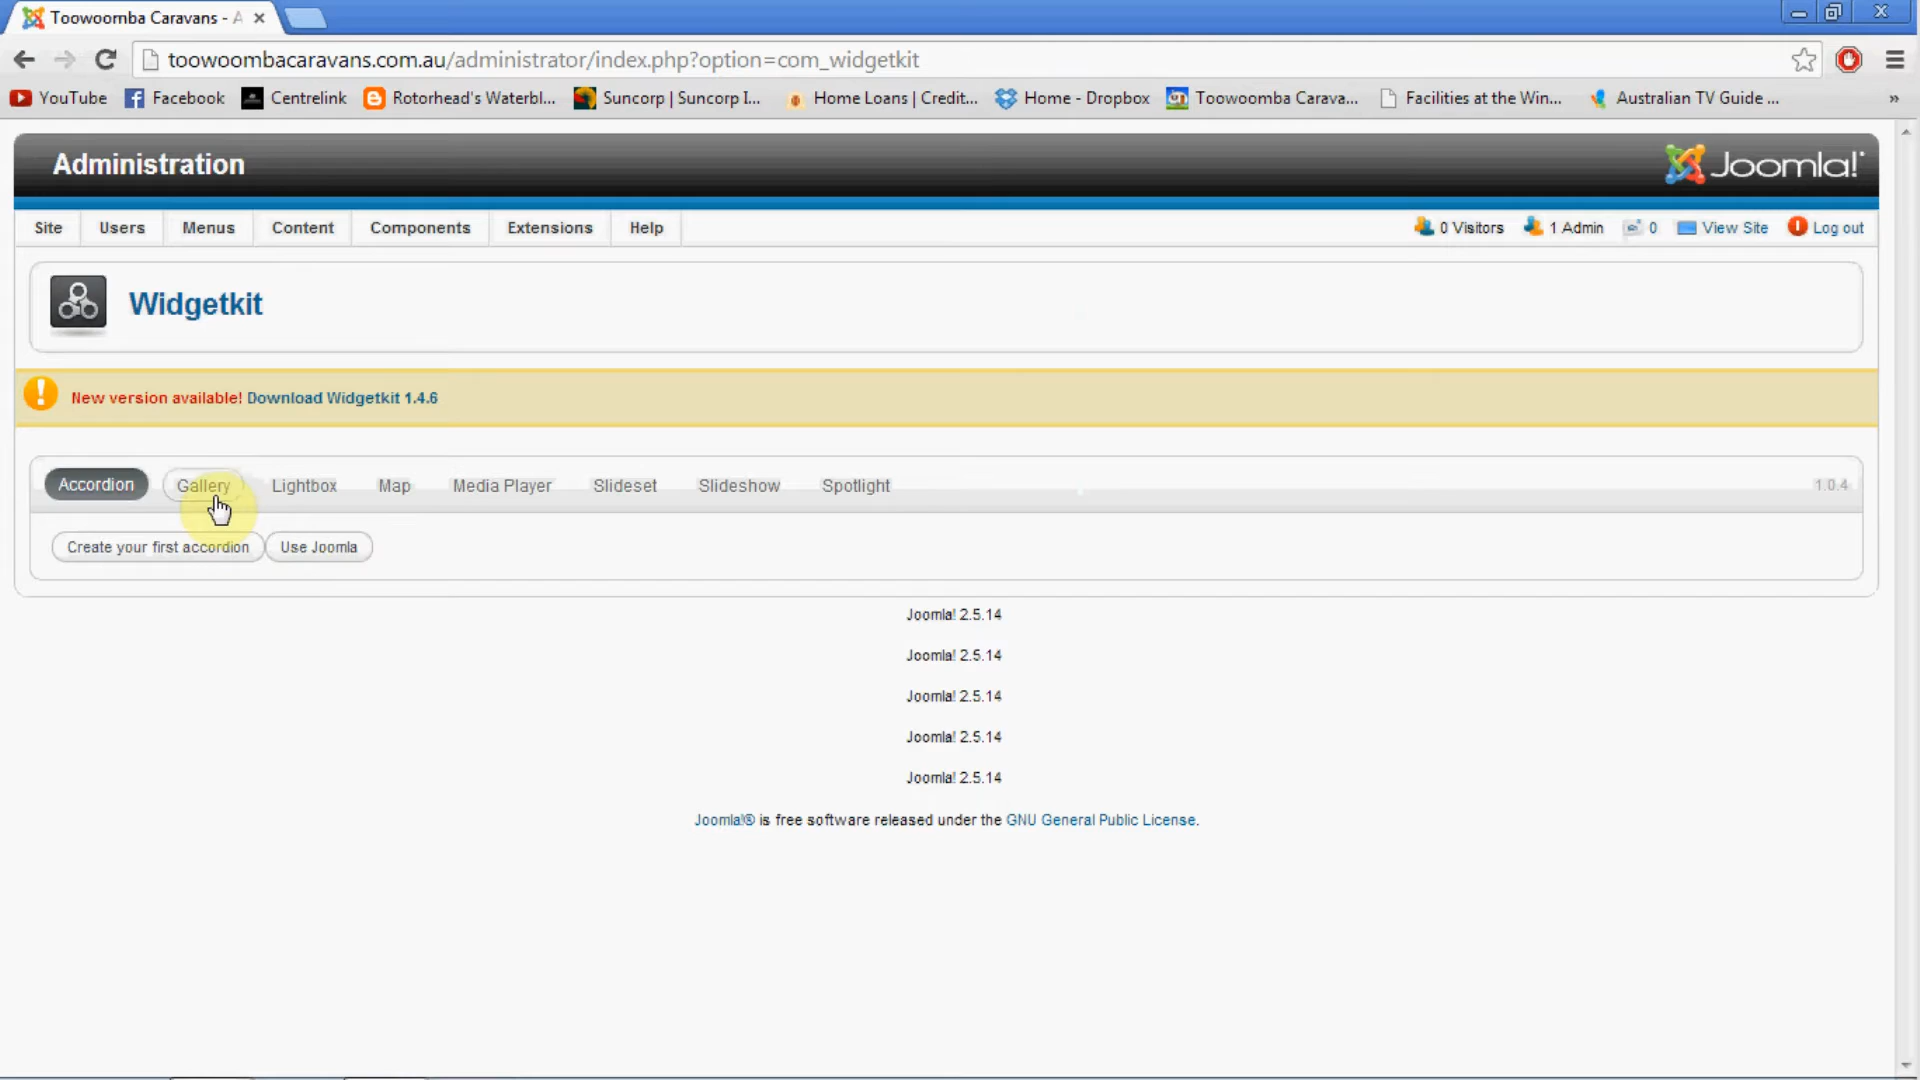 Toowoomba Caravans - A
toowoombacaravans.com.au/administrator/index.php?option=com_widgetkit
YouTube Facebook Centrelink Rotorhead's Waterbl... Suncorp | Suncorp I... Home Loans | Credit... Home - Dropbox Toowoomba Carava... Facilities at the Win... Australian TV Guide ... »
Administration
Joomla!
Site Users Menus Content Components Extensions Help 0 Visitors 1 Admin 0 View Site Log out
Widgetkit
New version available! Download Widgetkit 1.4.6
Accordion Gallery Lightbox Map Media Player Slideset Slideshow Spotlight 1.0.4
Create your first accordion Use Joomla
Joomla! 2.5.14
Joomla! 2.5.14
Joomla! 2.5.14
Joomla! 2.5.14
Joomla! 2.5.14
Joomla!® is free software released under the GNU General Public License.